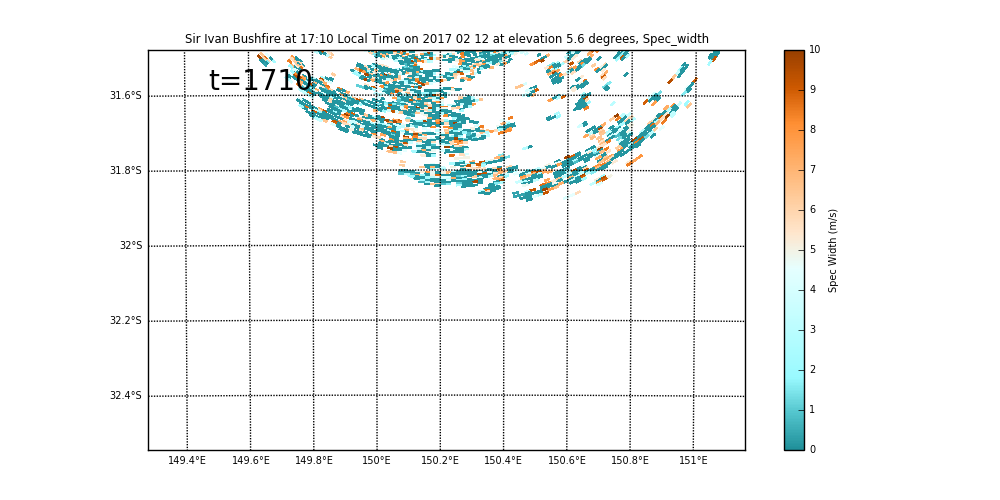 Sir Ivan Bushfire at 17:10 Local Time on 2017 02 12 at elevation 5.6 degrees, Spec_width
t=1710
31.6°S
31.8°S
32°S
32.2°S
32.4°S
149.4°E 149.6°E 149.8°E 150°E 150.2°E 150.4°E 150.6°E 150.8°E 151°E
10
9
8
7
6
5
4
3
2
1
0
Spec Width (m/s)